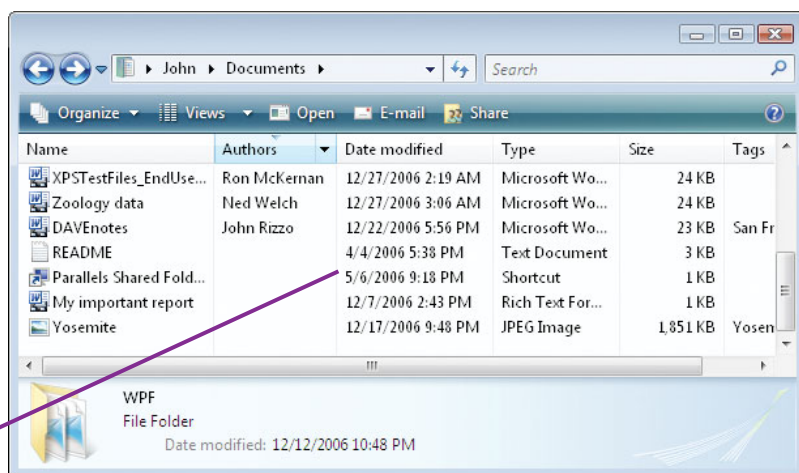 John Documents Search
Organize Views Open E-mail Share ?
Name Authors Date modified Type Size Tags
XPSTestFiles_EndUse... Ron McKernan 12/27/2006 2:19 AM Microsoft Wo... 24 KB
Zoology data Ned Welch 12/27/2006 3:06 AM Microsoft Wo... 24 KB
DAVEnotes John Rizzo 12/22/2006 5:56 PM Microsoft Wo... 23 KB San Fr
README 4/4/2006 5:38 PM Text Document 3 KB
Parallels Shared Fold... 5/6/2006 9:18 PM Shortcut 1 KB
My important report 12/7/2006 2:43 PM Rich Text For... 1 KB
Yosemite 12/17/2006 9:48 PM JPEG Image 1,851 KB Yosen
WPF
File Folder
Date modified: 12/12/2006 10:48 PM